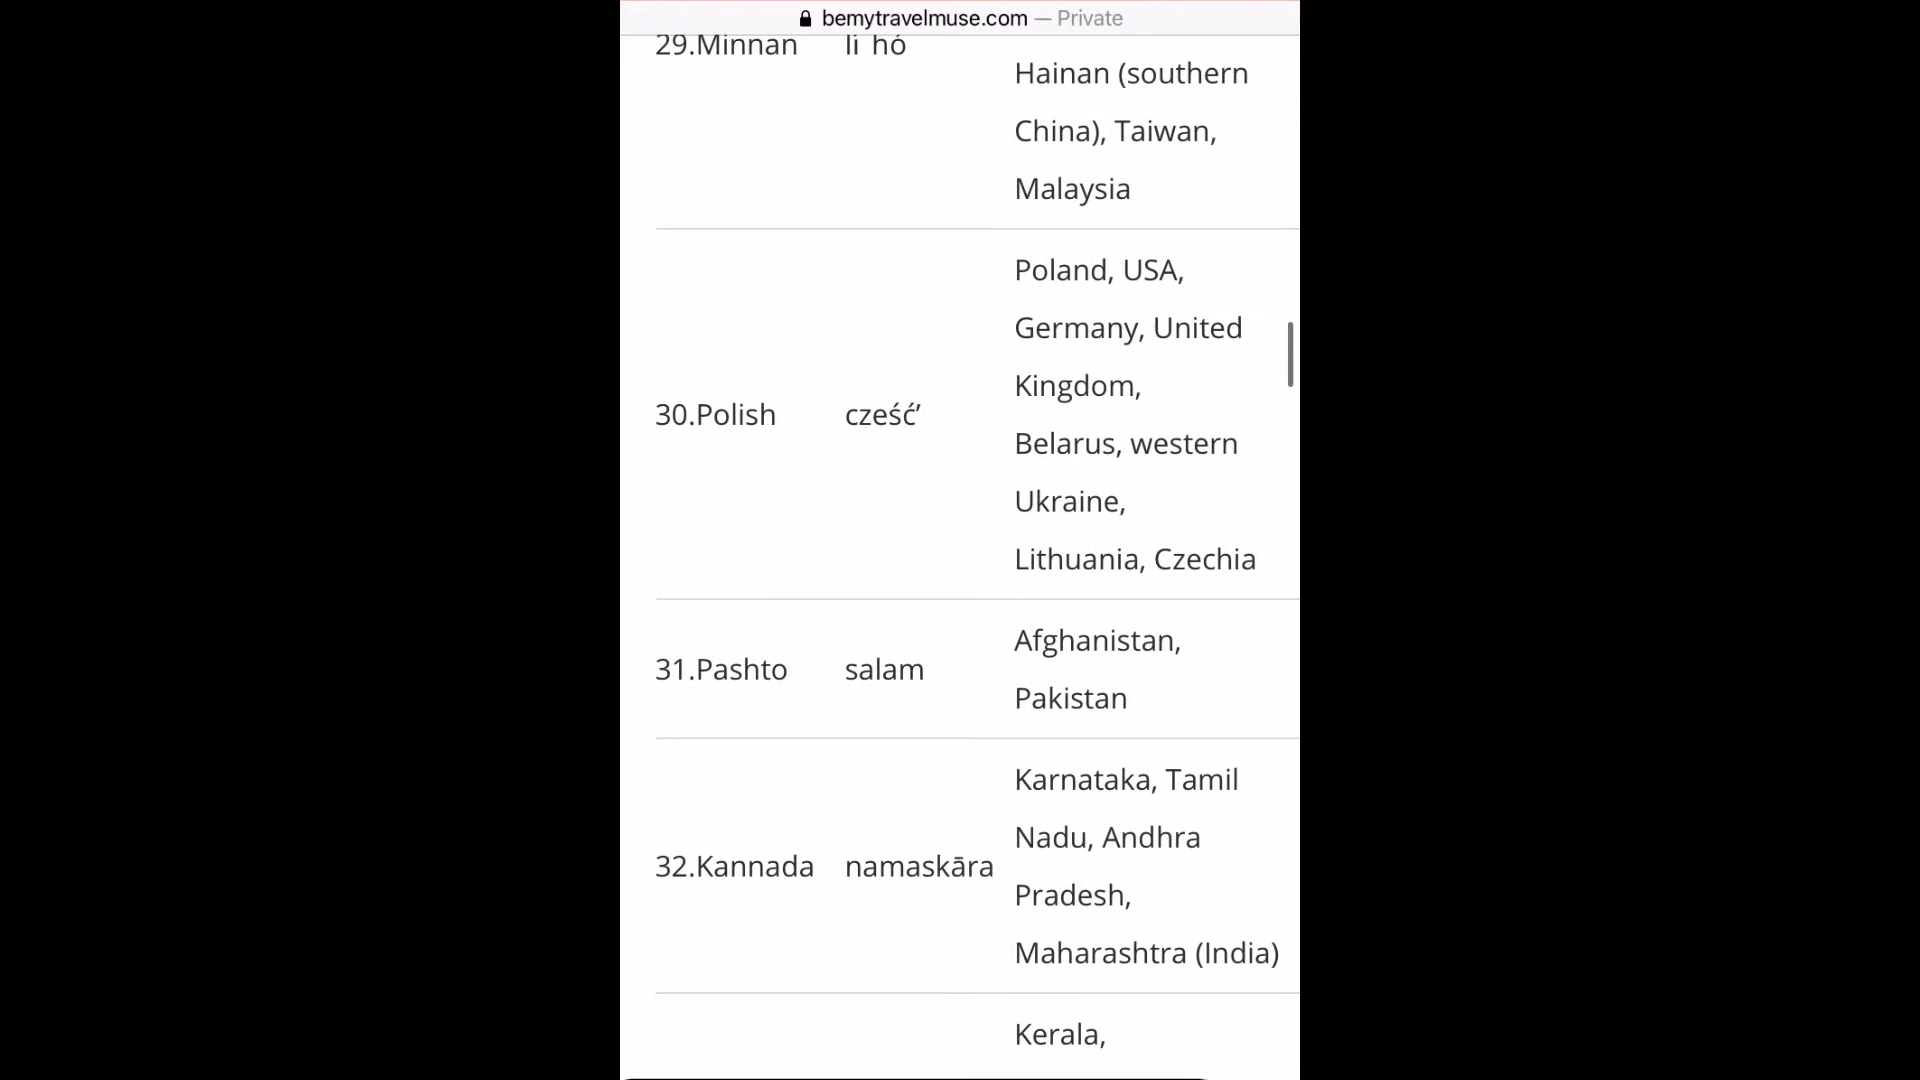 bemytravelmuse.com — Private
29.Minnan lí hó
Hainan (southern
China), Taiwan,
Malaysia
Poland, USA,
Germany, United
Kingdom,
30.Polish cześć’
Belarus, western
Ukraine,
Lithuania, Czechia
Afghanistan,
31.Pashto salam
Pakistan
Karnataka, Tamil
Nadu, Andhra
32.Kannada namaskāra
Pradesh,
Maharashtra (India)
Kerala,